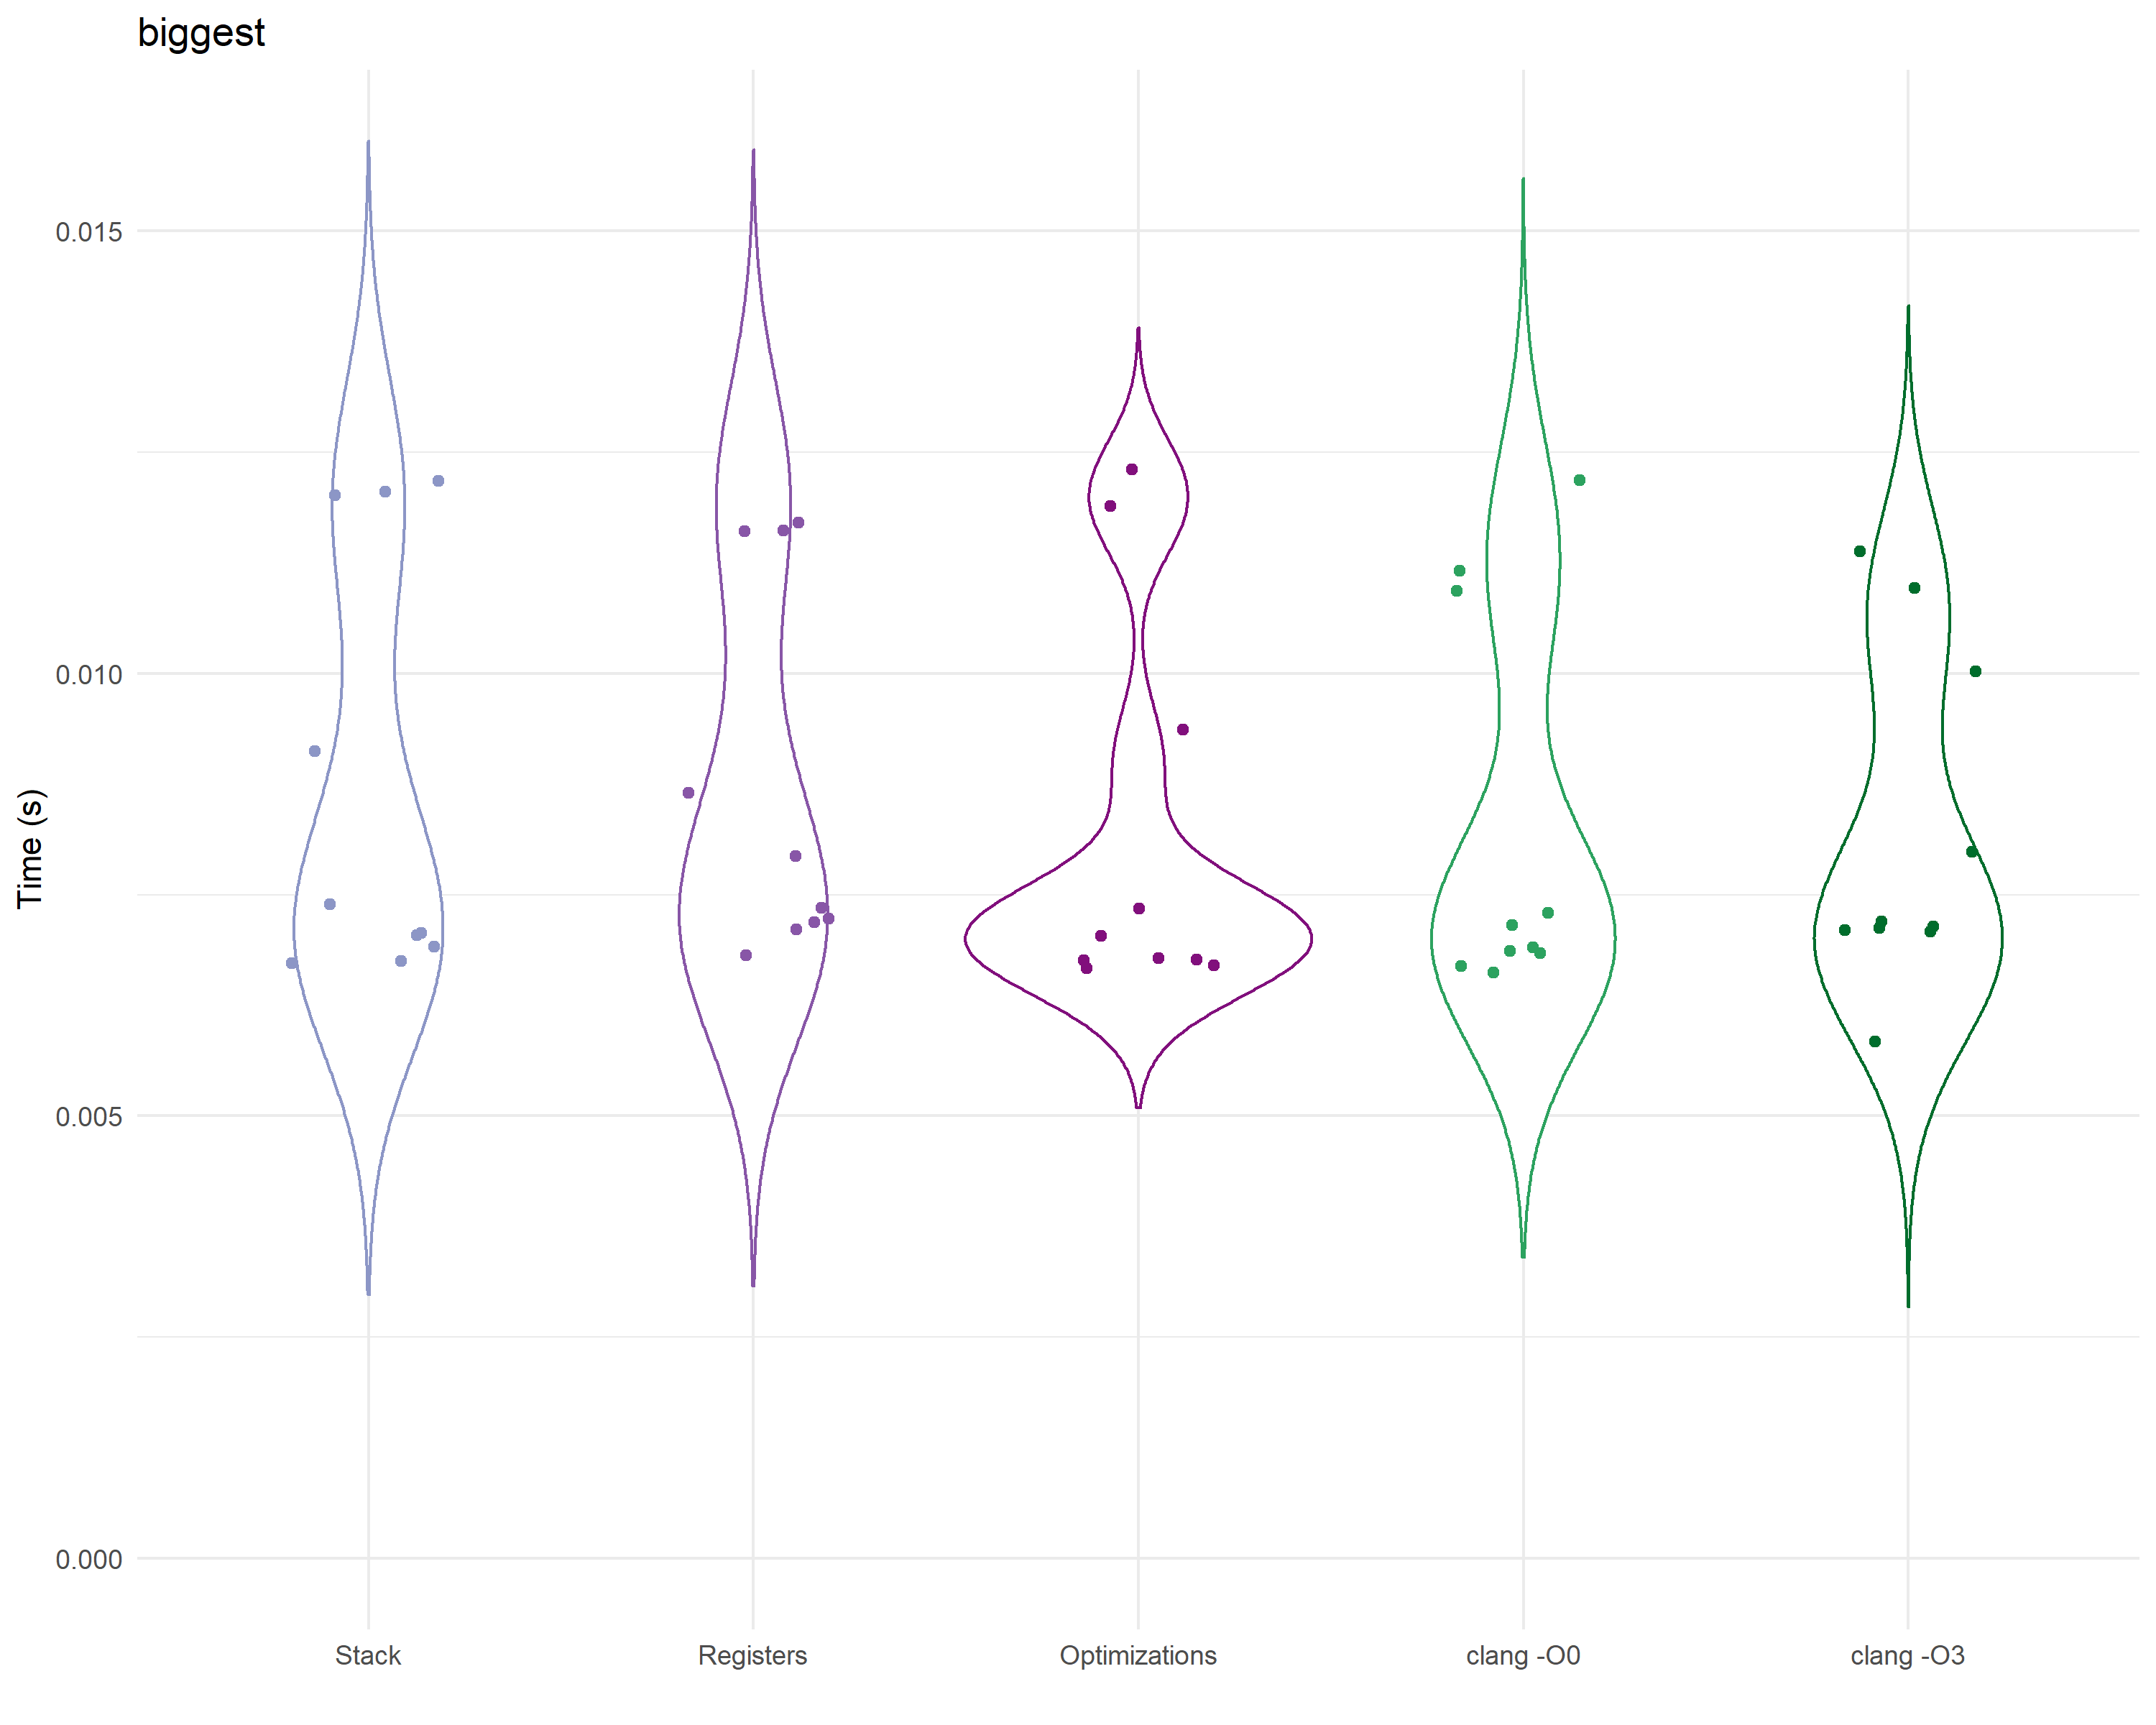 biggest
Time (s)
0.015
0.010
0.005
0.000
Stack
Registers
Optimizations
clang -O0
clang -O3